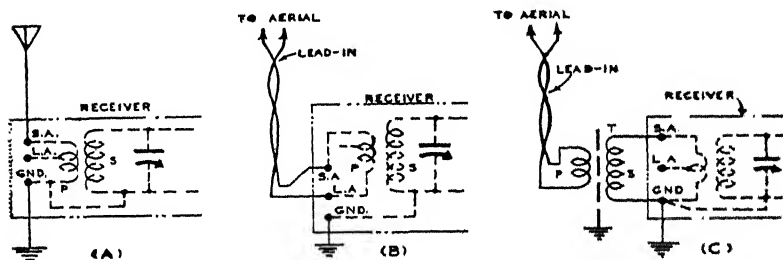 TO AERIAL
LEAD-IN
RECEIVER
S.A.
L.A.
GND.
P
S
(A)
RECEIVER
P
S
S.A
L.A
GND.
(B)
TO AERIAL
LEAD-IN
RECEIVER
T
P
S
S.A.
L.A
GND
(C)